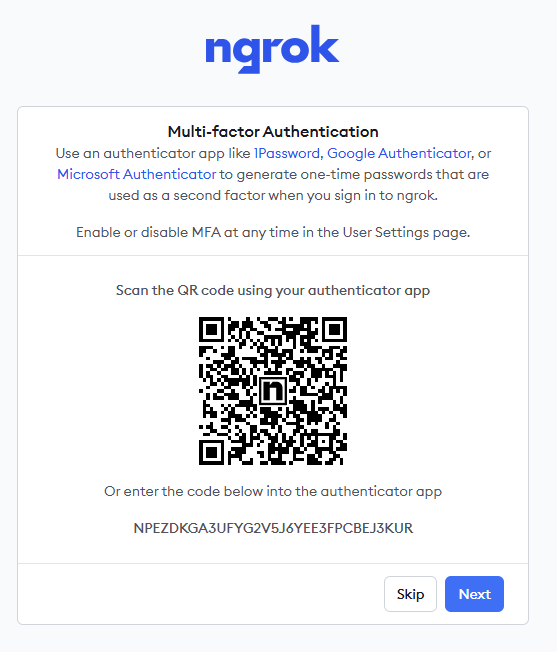 ngrok
Multi-factor Authentication
Use an authenticator app like 1Password, Google Authenticator, or
Microsoft Authenticator to generate one-time passwords that are
used as a second factor when you sign in to ngrok.
Enable or disable MFA at any time in the User Settings page.
Scan the QR code using your authenticator app
n
Or enter the code below into the authenticator app
NPEZDKGA3UFYG2V5J6YEE3FPCBEJ3KUR
Skip
Next